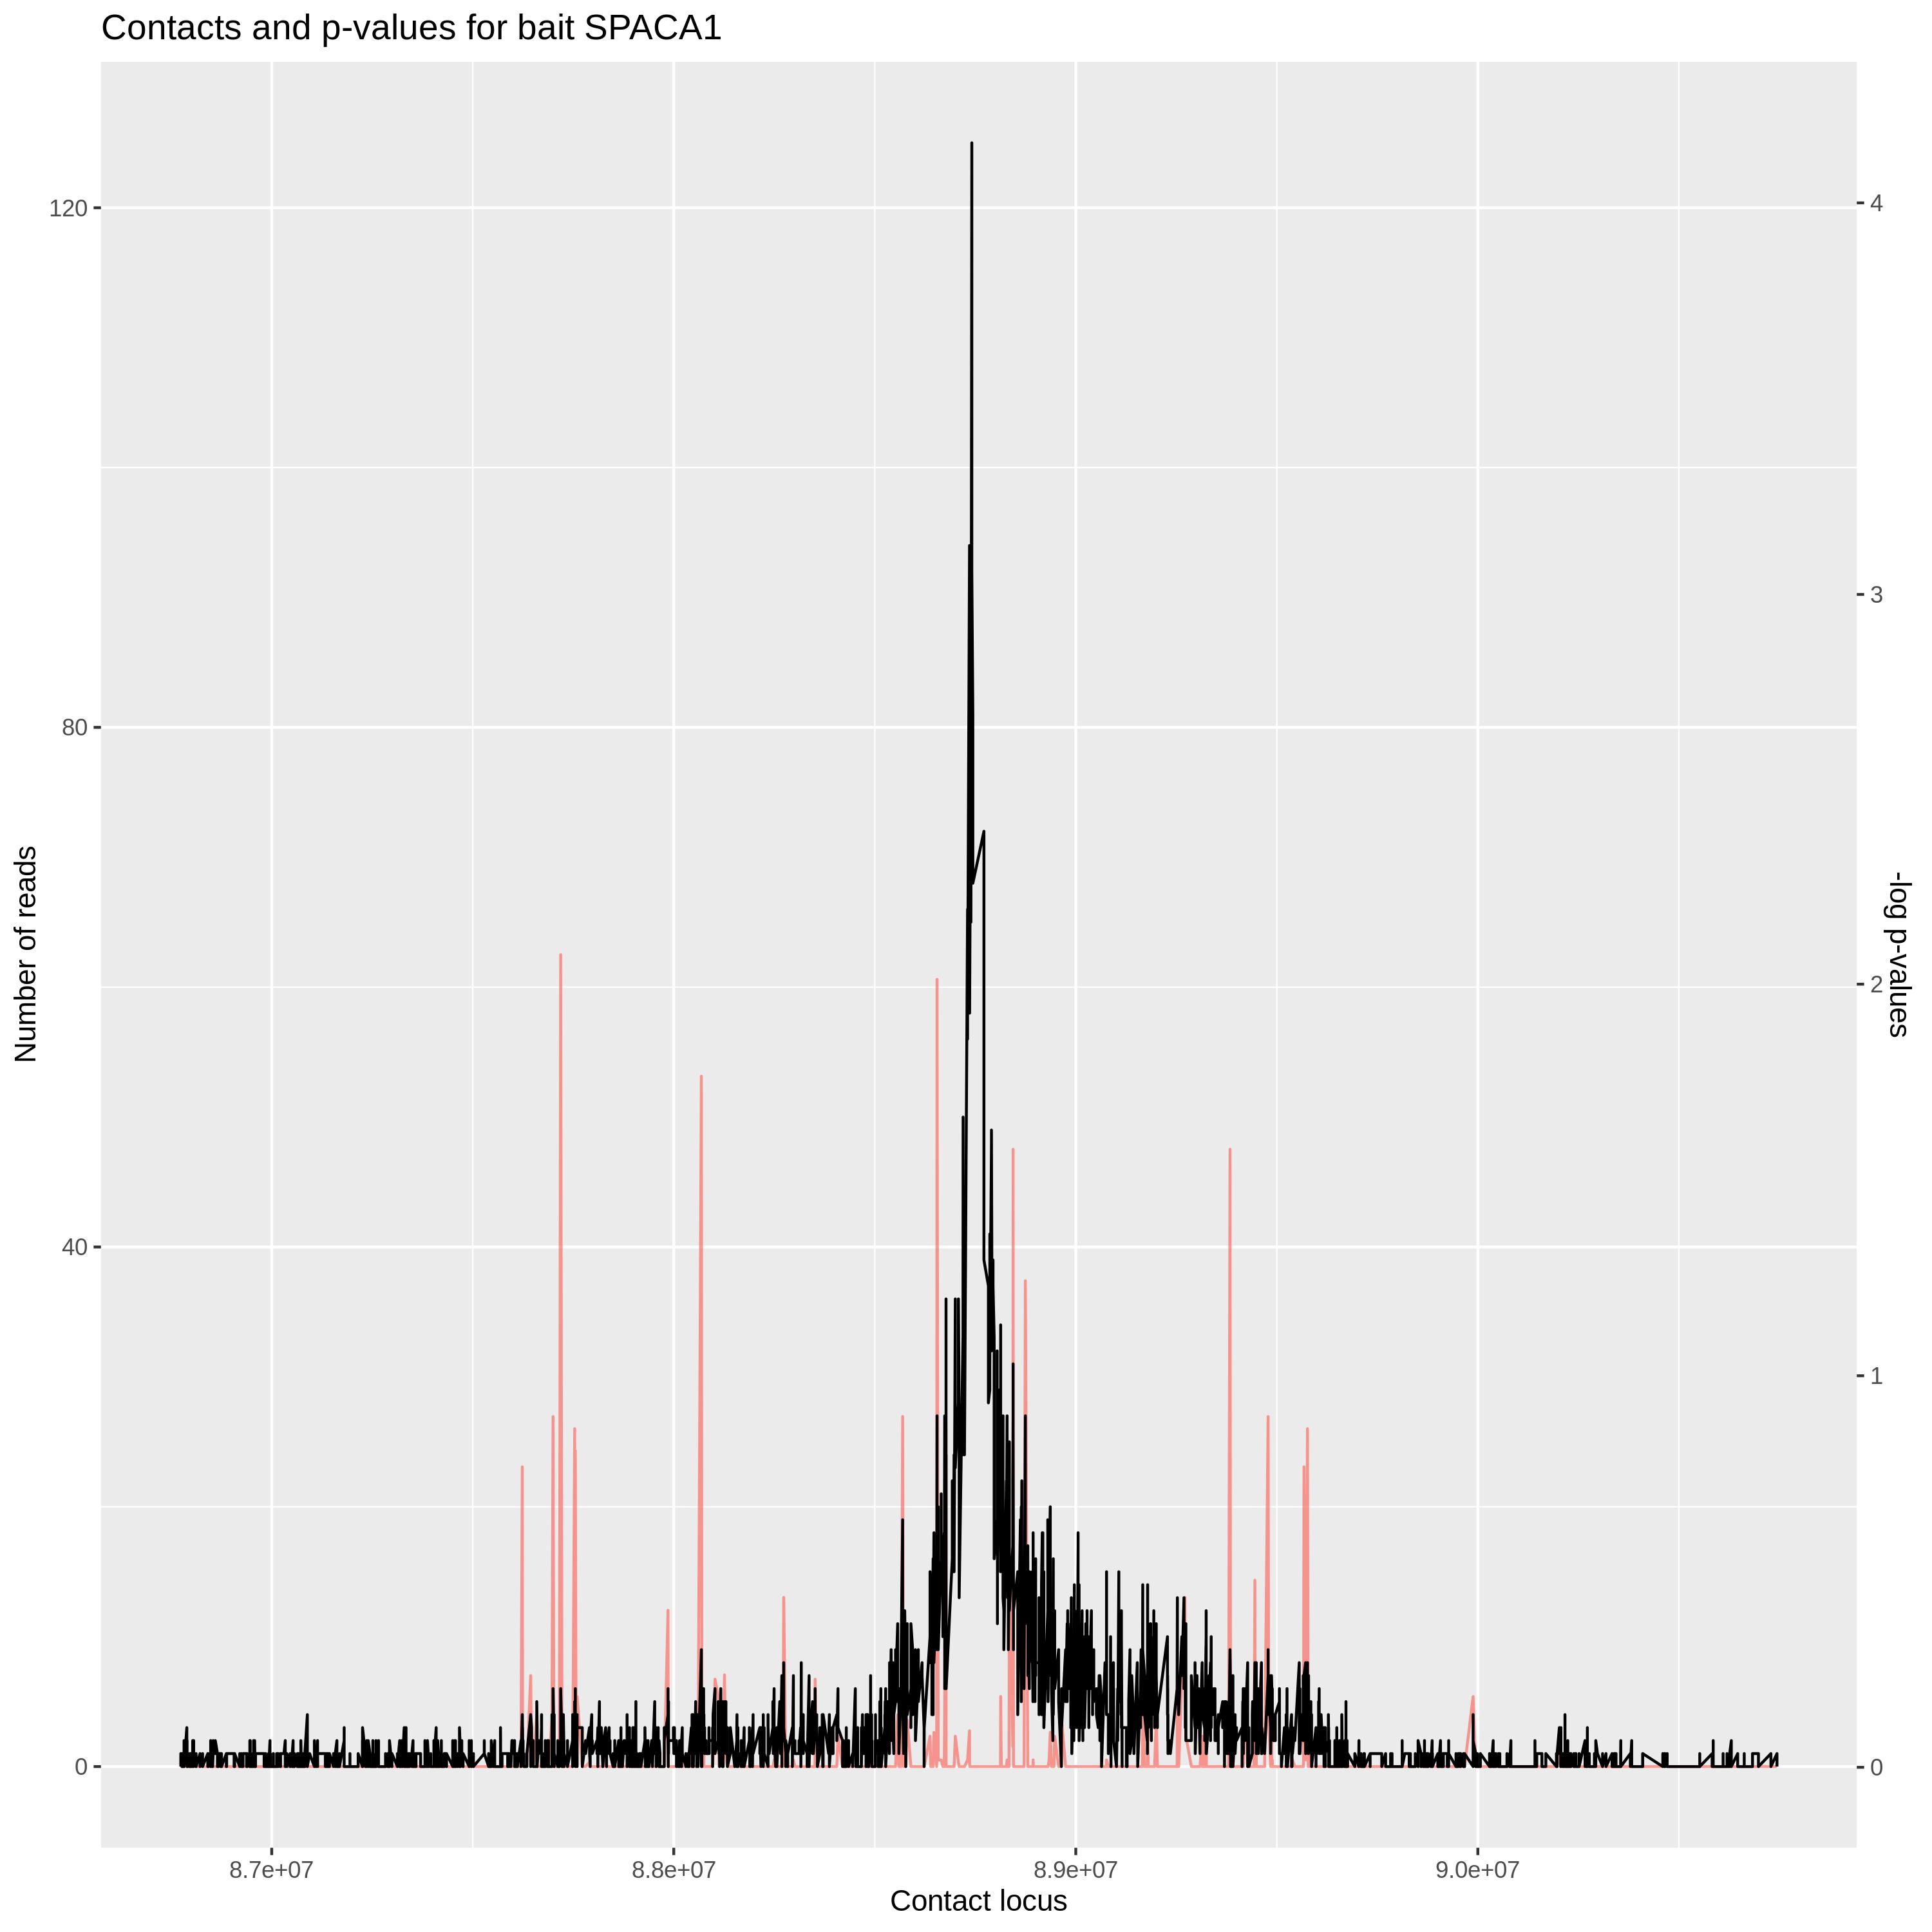 Contacts and p-values for bait SPACA1
Number of reads
120
80
40
0
4
3
2
1
0
-log p-values
8.7e+07
8.8e+07
8.9e+07
9.0e+07
Contact locus